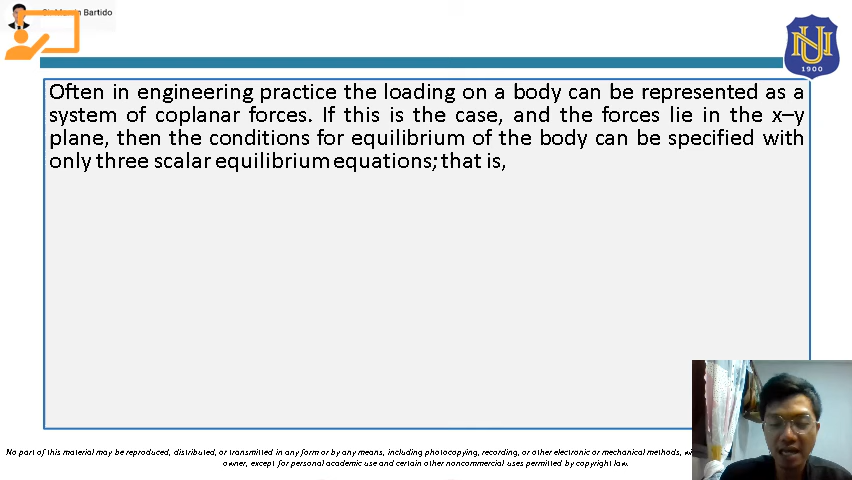 Sir Marvin Bartido
1900
Often in engineering practice the loading on a body can be represented as a
system of coplanar forces. If this is the case, and the forces lie in the x–y
plane, then the conditions for equilibrium of the body can be specified with
only three scalar equilibrium equations; that is,
No part of this material may be reproduced, distributed, or transmitted in any form or by any means, including photocopying, recording, or other electronic or mechanical methods,
owner, except for personal academic use and certain other noncommercial uses permitted by copyright law.